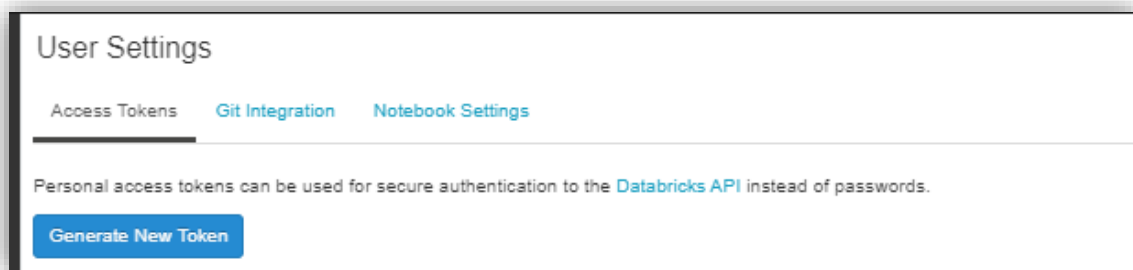 User Settings
Access Tokens Git Integration Notebook Settings
Personal access tokens can be used for secure authentication to the Databricks API instead of passwords.
Generate New Token